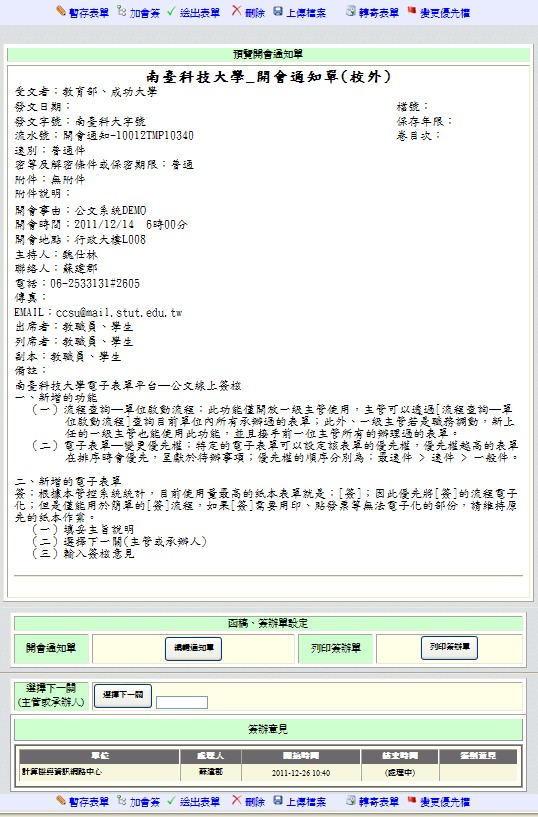 暫存表單 加會簽 送出表單 刪除 上傳檔案 轉寄表單 變更優先權
預覽開會通知單
南臺科技大學_開會通知單(校外)
受文者：教育部、成功大學
發文日期： 檔號：
發文字號：南臺科大字號 保存年限：
流水號：開會通知-10012TMP10340 卷目次：
速別：普通件
密等及解密條件或保密期限：普通
附件：無附件
附件說明：
開會事由：公文系統DEMO
開會時間：2011/12/14 6時00分
開會地點：行政大樓L008
主持人：魏仕林
聯絡人：蘇建郡
電話：06-2533131#2605
傳真：
EMAIL：ccsu@mail.stut.edu.tw
出席者：教職員、學生
列席者：教職員、學生
副本：教職員、學生
備註：
南臺科技大學電子表單平台—公文線上簽核
一、新增的功能
（一）流程查詢—單位啟動流程：此功能僅開放一級主管使用，主管可以透過[流程查詢—單
位啟動流程]查詢目前單位內所有承辦過的表單；此外、一級主管若是職務調動，新上
任的一級主管也能使用此功能，並且接手前一位主管所有的辦理過的表單。
（二）電子表單—變更優先權：特定的電子表單可以設定該表單的優先權，優先權越高的表單
在排序時會優先，呈獻於待辦事項；優先權的順序分別為：最速件 > 速件 > 一般件。
二、新增的電子表單
簽：根據本管控系統統計，目前使用量最高的紙本表單就是：[簽]；因此優先將[簽]的流程電子
化；但是僅能用於簡單的[簽]流程，如果[簽]需要用印、貼發票等無法電子化的部份，請維持原
先的紙本作業。
（一）填妥主旨說明
（二）選擇下一關(主管或承辦人)
（三）輸入簽核意見
函稿、簽辦單設定
開會通知單 編輯通知單 列印簽辦單 列印簽辦單
選擇下一關
(主管或承辦人) 選擇下一關
簽辦意見
單位 處理人 開始時間 結束時間 簽辦意見
計算機與資訊網路中心 蘇建郡 2011-12-26 10:40 (處理中)
暫存表單 加會簽 送出表單 刪除 上傳檔案 轉寄表單 變更優先權